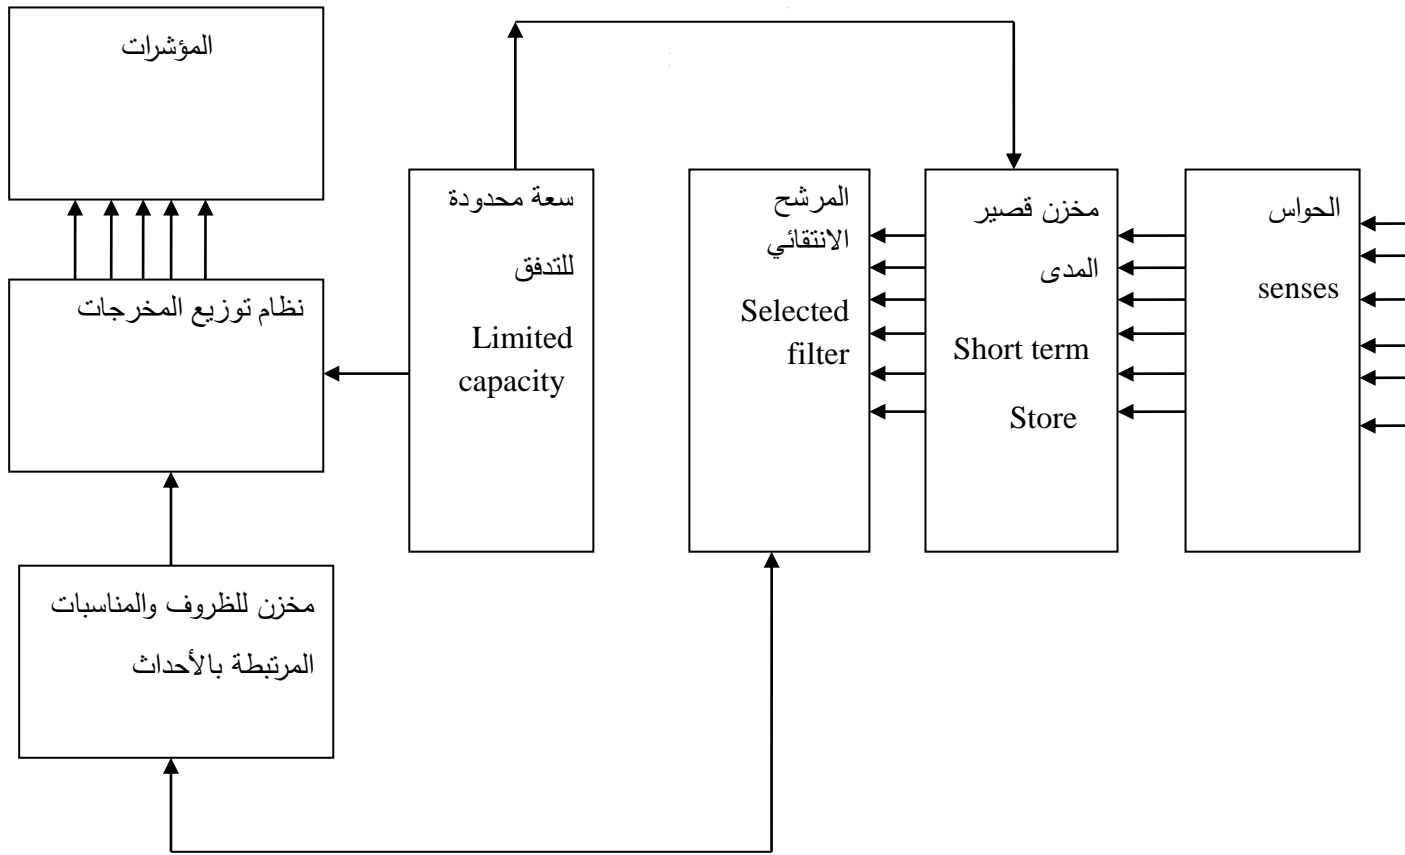 المؤشرات
نظام توزيع المخرجات
مخزن للظروف والمناسبات
المرتبطة بالأحداث
سعة محدودة
للتدفق
Limited
capacity
المرشح
الانتقائي
Selected
filter
مخزن قصير
المدى
Short term
Store
الحواس
senses